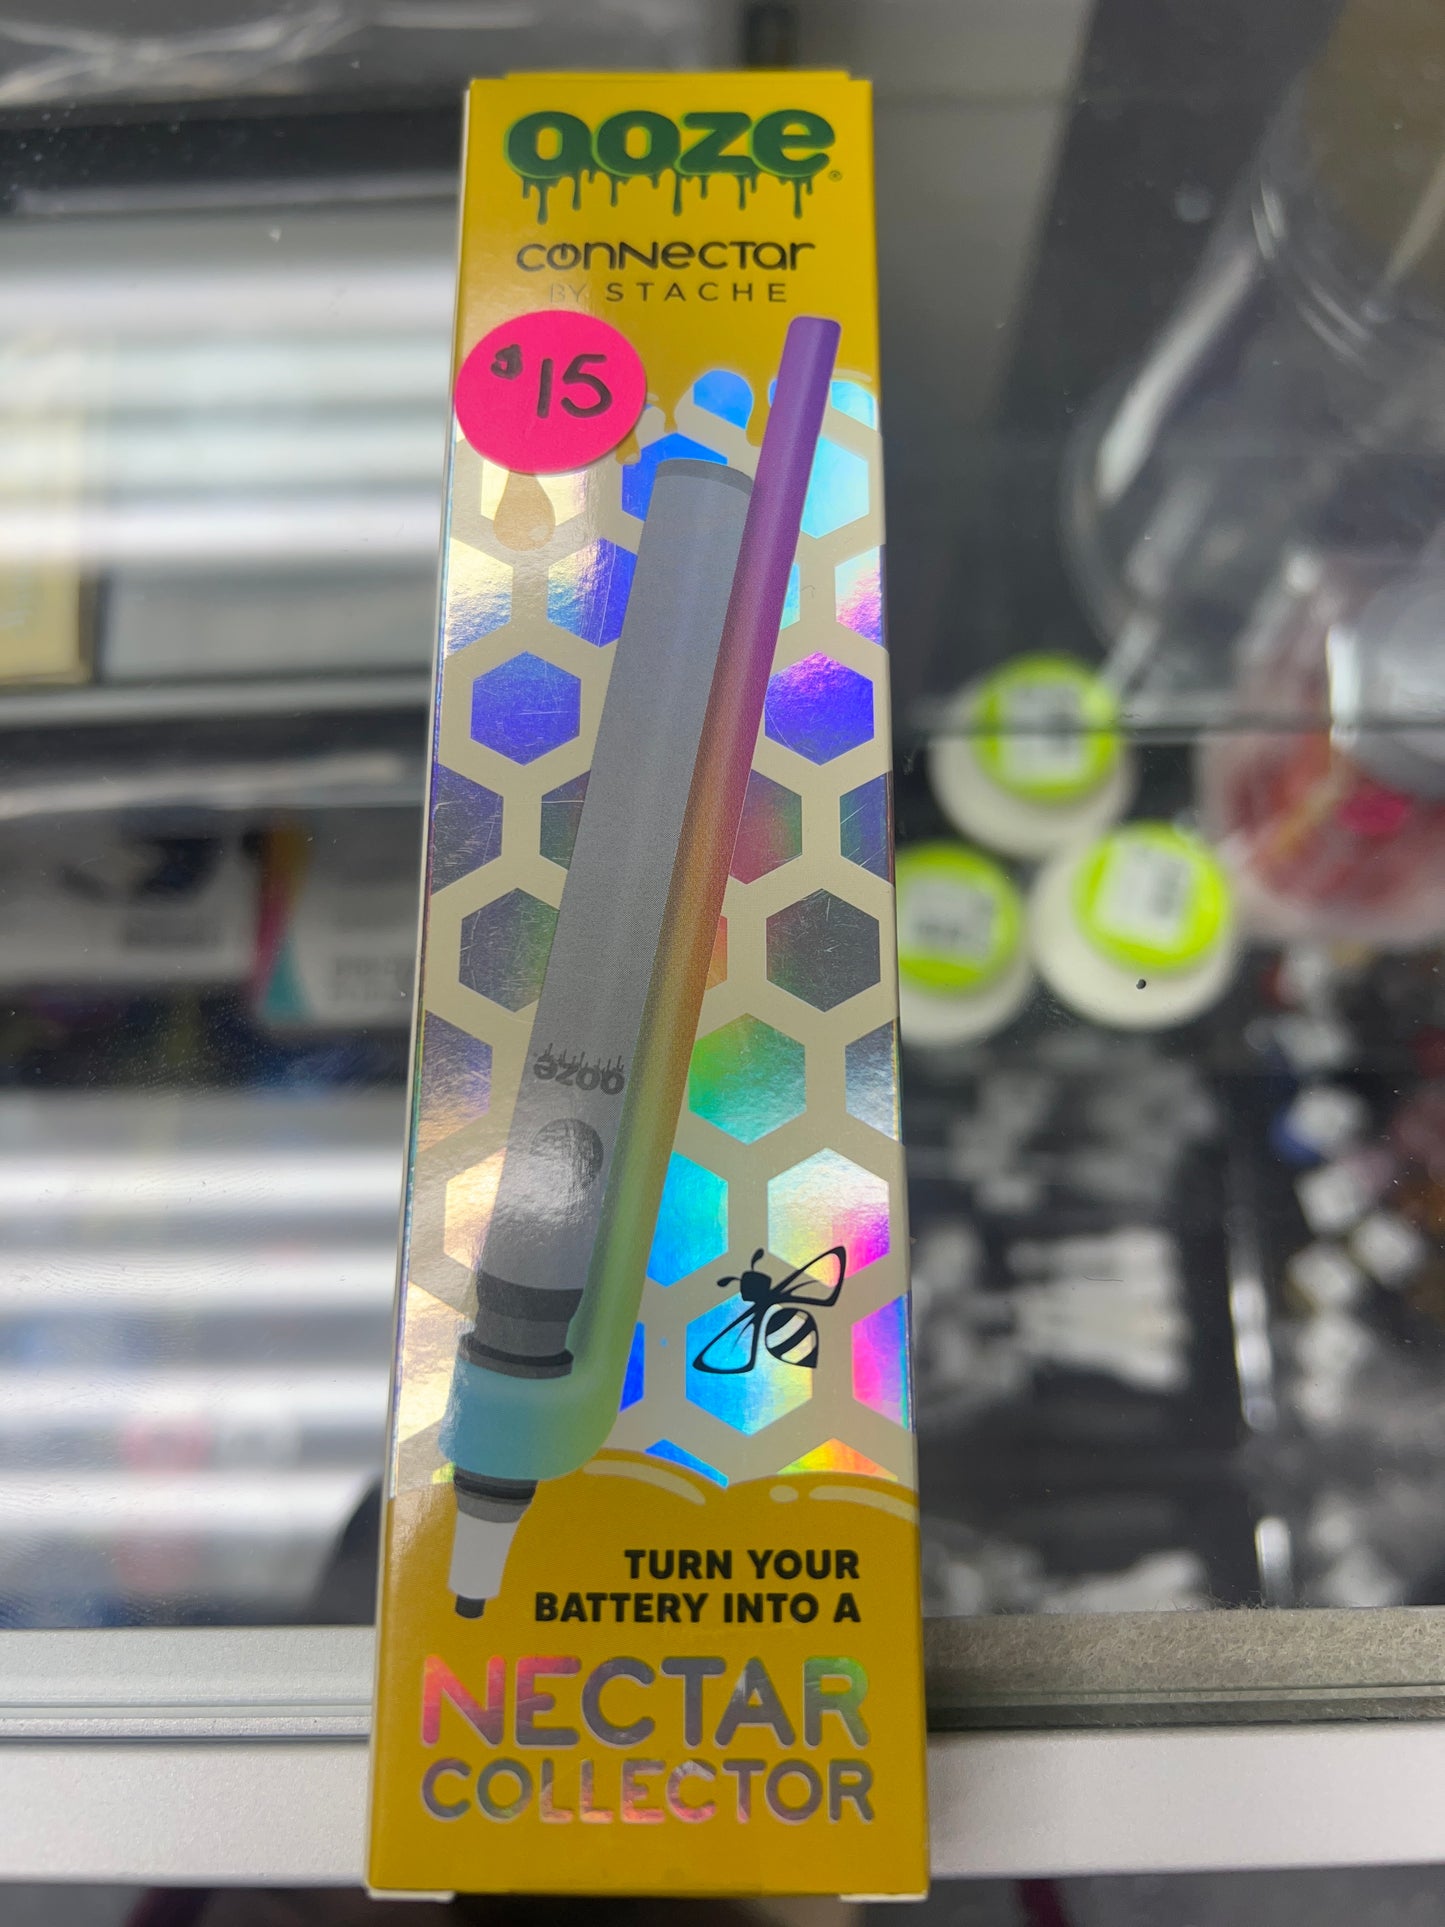 ooze®
connectar
BY STACHE
$15
ooze
TURN YOUR
BATTERY INTO A
NECTAR
COLLECTOR